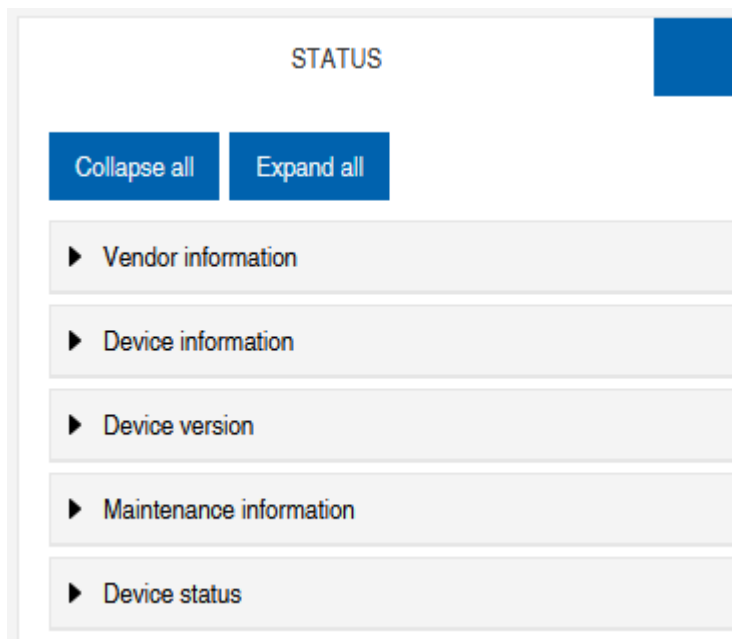 STATUS
Collapse all Expand all
Vendor information
Device information
Device version
Maintenance information
Device status